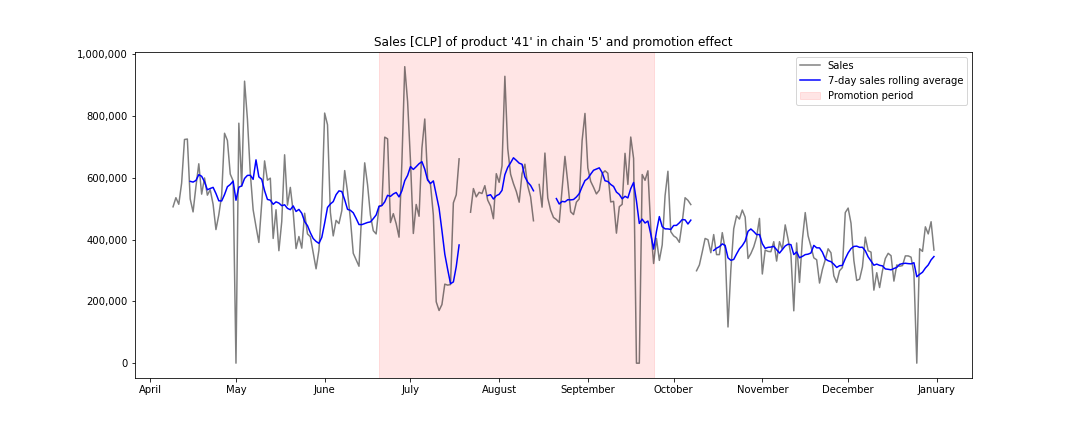 Sales [CLP] of product '41' in chain '5' and promotion effect
1,000,000
800,000
600,000
400,000
200,000
0
Sales
7-day sales rolling average
Promotion period
April May June July August September October November December January